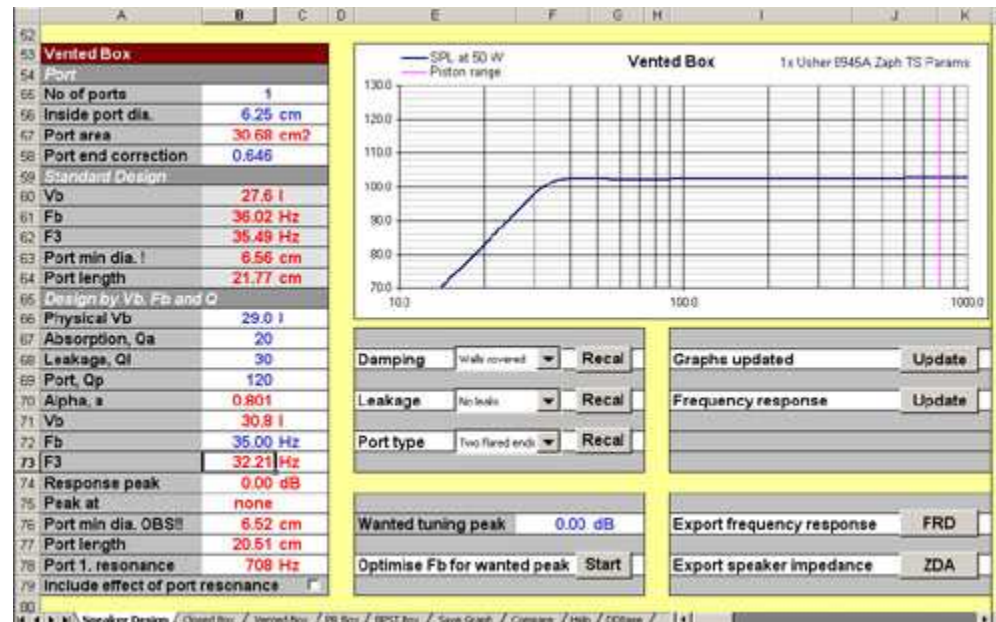 A B C D E F G H I J K
52
53 Vented Box
54 Port
55 No of ports 1
56 Inside port dia. 6.25 cm
57 Port area 30.68 cm2
58 Port end correction 0.646
59 Standard Design
60 Vb 27.6 l
61 Fb 36.02 Hz
62 F3 35.49 Hz
63 Port min dia. ! 6.56 cm
64 Port length 21.77 cm
65 Design by Vb, Fb and Q
66 Physical Vb 29.0 l
67 Absorption, Qa 20
68 Leakage, Ql 30
69 Port, Qp 120
70 Alpha, a 0.801
71 Vb 30.8 l
72 Fb 35.00 Hz
73 F3 32.21 Hz
74 Response peak 0.00 dB
75 Peak at none
76 Port min dia. OBS!! 6.52 cm
77 Port length 20.51 cm
78 Port 1. resonance 708 Hz
79 Include effect of port resonance
80
SPL at 50 W
Piston range
Vented Box
1x Usher 8945A Zaph TS Params
130.0
120.0
110.0
100.0
90.0
80.0
70.0
10.0 100.0 1000.0
Damping Walls covered Recal
Leakage No leaks Recal
Port type Two flared ends Recal
Graphs updated Update
Frequency response Update
Wanted tuning peak 0.00 dB
Optimise Fb for wanted peak Start
Export frequency response FRD
Export speaker impedance ZDA
Speaker Design / Closed Box / Vented Box / PR Box / BPST Box / Save Graph / Compare / Help / DDBase /